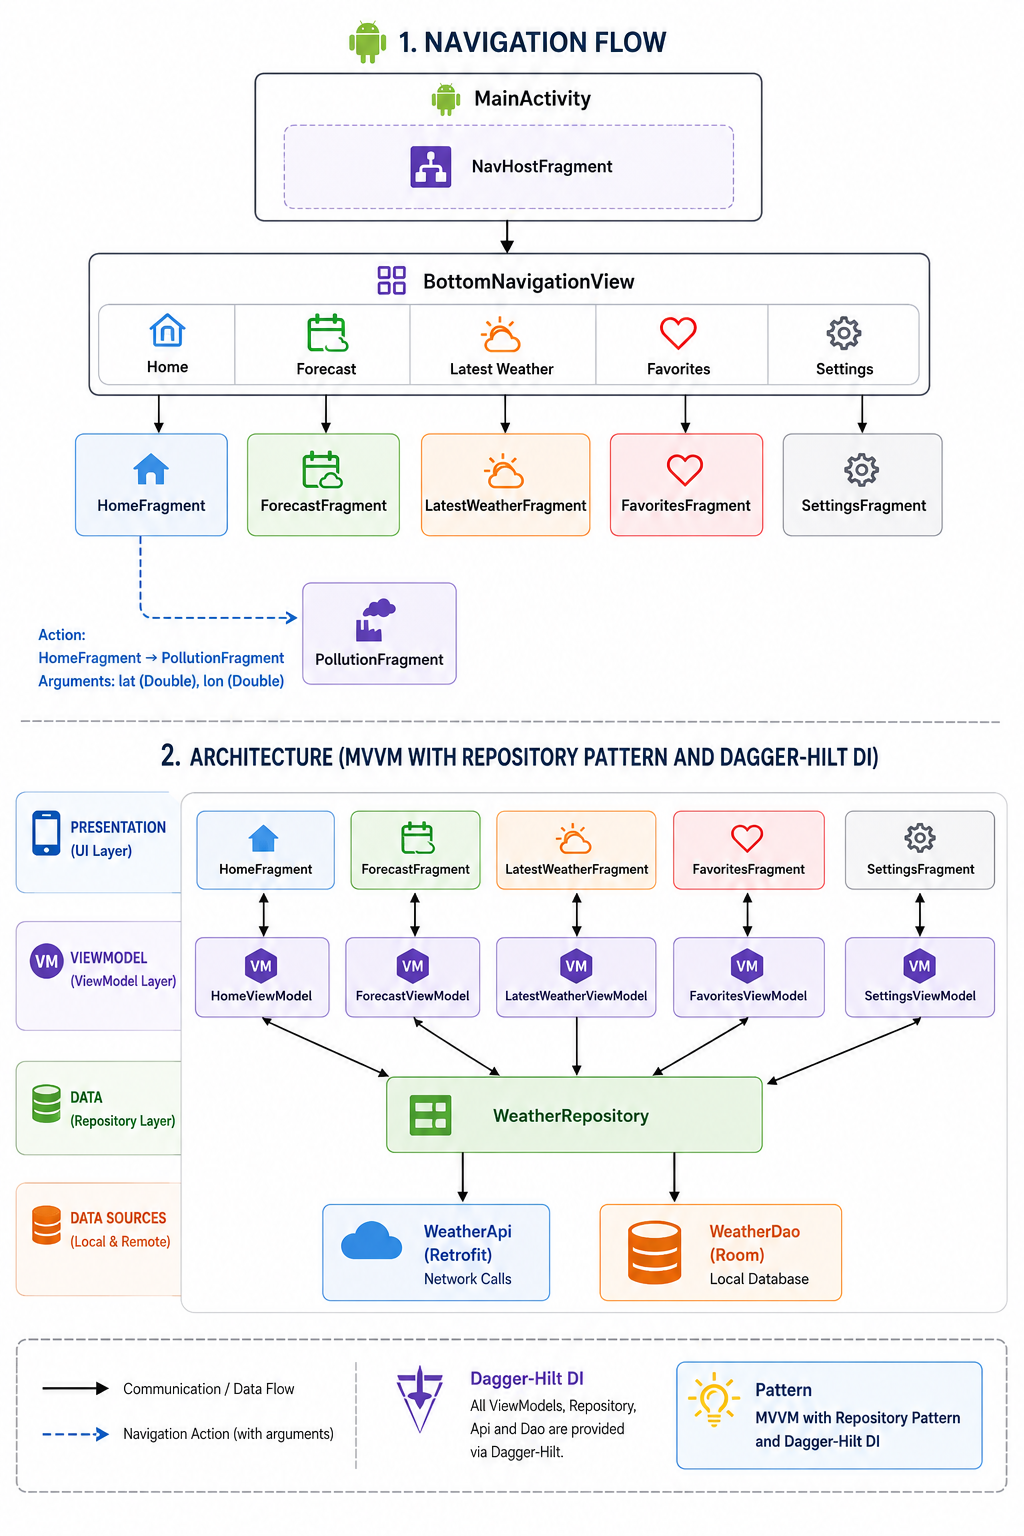 1. NAVIGATION FLOW
MainActivity
NavHostFragment
BottomNavigationView
Home
Forecast
Latest Weather
Favorites
Settings
HomeFragment
ForecastFragment
LatestWeatherFragment
FavoritesFragment
SettingsFragment
Action:
HomeFragment → PollutionFragment
Arguments: lat (Double), lon (Double)
PollutionFragment
2. ARCHITECTURE (MVVM WITH REPOSITORY PATTERN AND DAGGER-HILT DI)
PRESENTATION
(UI Layer)
HomeFragment
ForecastFragment
LatestWeatherFragment
FavoritesFragment
SettingsFragment
VM
VIEWMODEL
(ViewModel Layer)
VM
HomeViewModel
VM
ForecastViewModel
VM
LatestWeatherViewModel
VM
FavoritesViewModel
VM
SettingsViewModel
DATA
(Repository Layer)
WeatherRepository
DATA SOURCES
(Local & Remote)
WeatherApi
(Retrofit)
Network Calls
WeatherDao
(Room)
Local Database
Communication / Data Flow
Navigation Action (with arguments)
Dagger-Hilt DI
All ViewModels, Repository,
Api and Dao are provided
via Dagger-Hilt.
Pattern
MVVM with Repository Pattern
and Dagger-Hilt DI